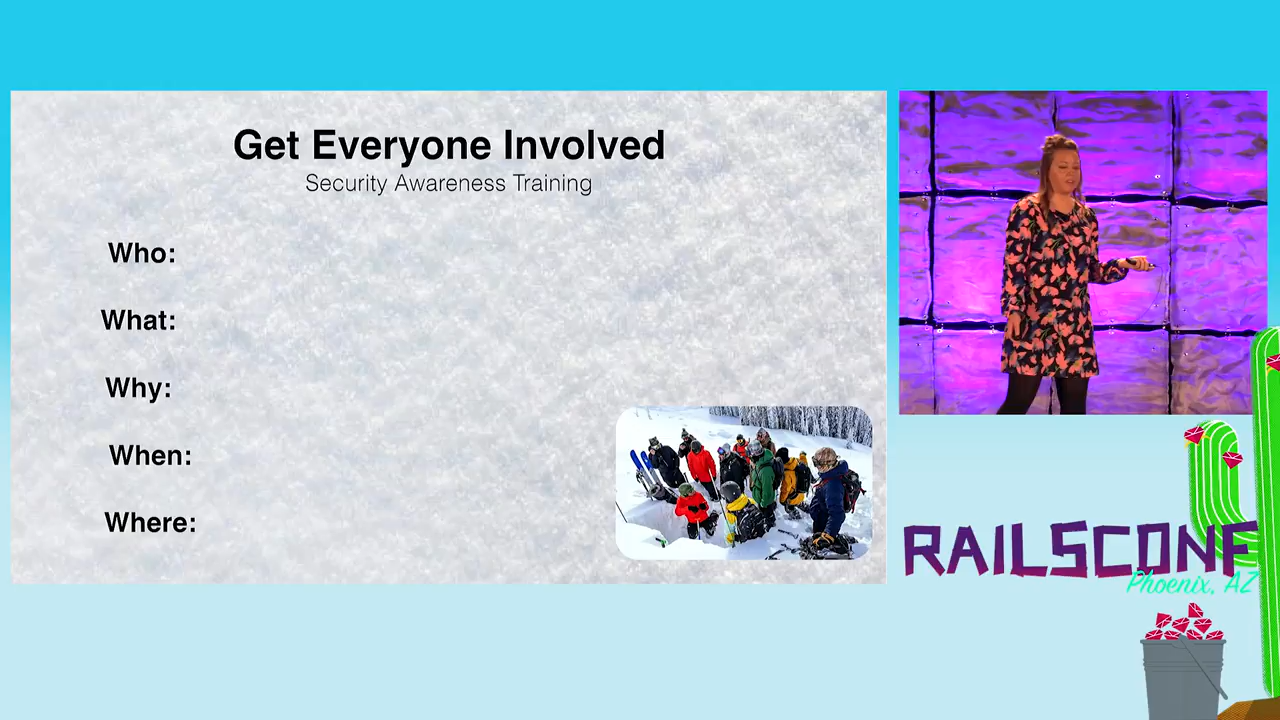 Get Everyone Involved
Security Awareness Training
Who:
What:
Why:
When:
Where:
RAILSCONF
Phoenix, AZ